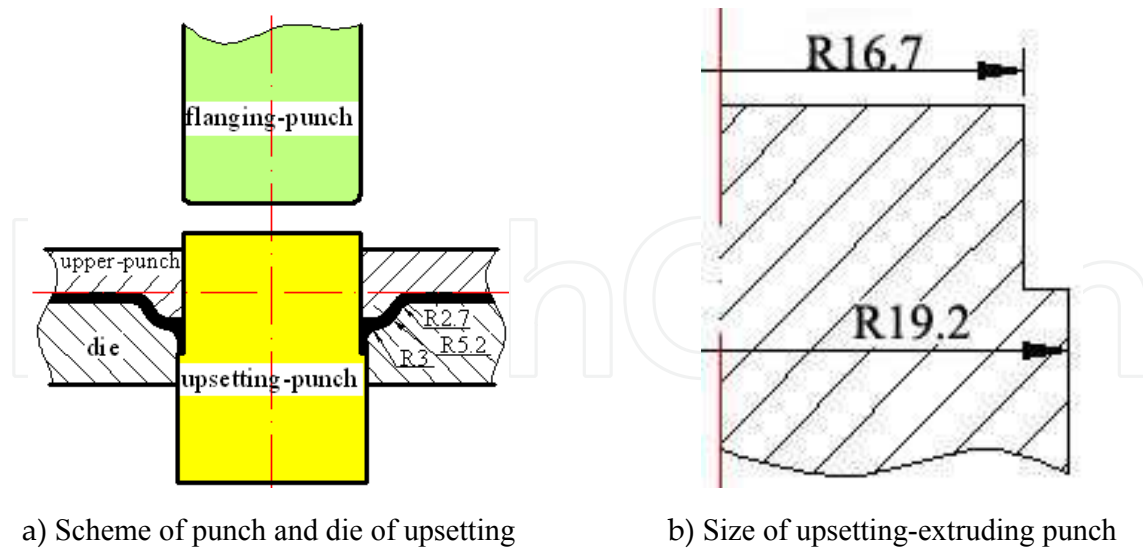 flanging-punch
upper-punch
die
R2.7
R5.2
R3
upsetting-punch
R16.7
R19.2
a) Scheme of punch and die of upsetting
b) Size of upsetting-extruding punch